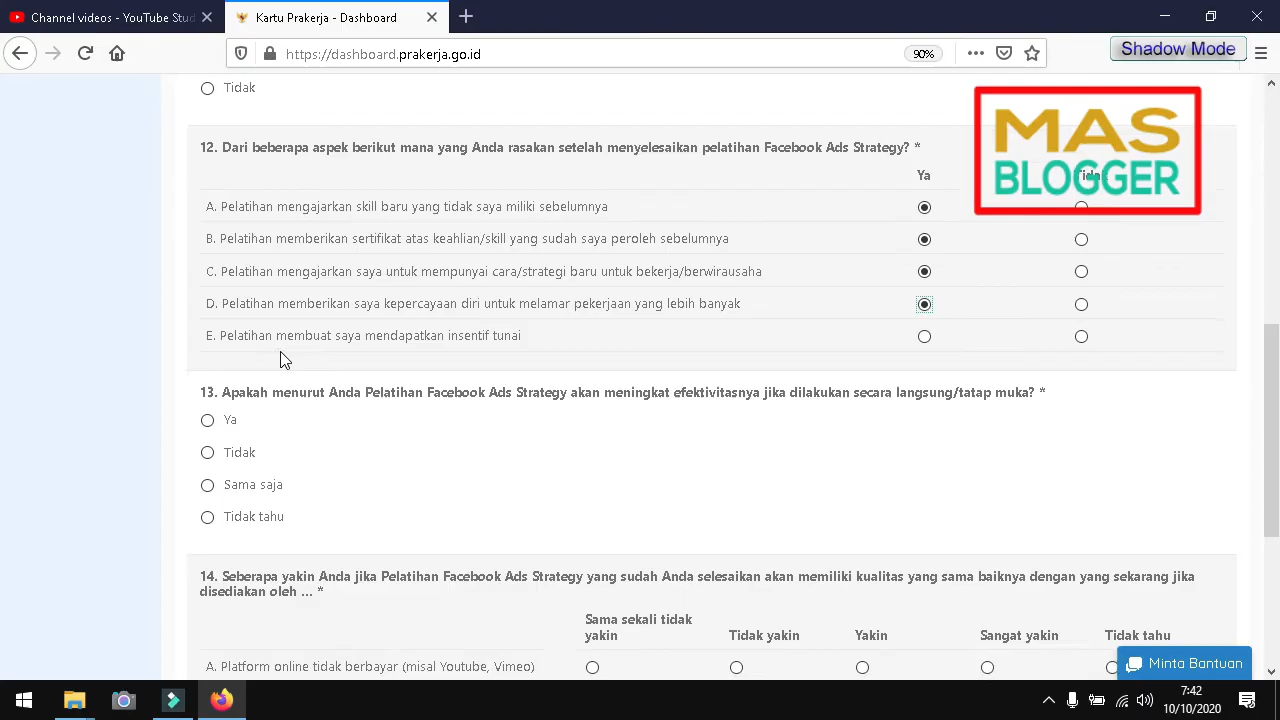 Channel videos - YouTube Stud
Kartu Prakerja - Dashboard
https://dashboard.prakerja.go.id
90%
Shadow Mode
Tidak
MAS
BLOGGER
12. Dari beberapa aspek berikut mana yang Anda rasakan setelah menyelesaikan pelatihan Facebook Ads Strategy? *
Ya
Tidak
A. Pelatihan mengajarkan skill baru yang tidak saya miliki sebelumnya
B. Pelatihan memberikan sertifikat atas keahlian/skill yang sudah saya peroleh sebelumnya
C. Pelatihan mengajarkan saya untuk mempunyai cara/strategi baru untuk bekerja/berwirausaha
D. Pelatihan memberikan saya kepercayaan diri untuk melamar pekerjaan yang lebih banyak
E. Pelatihan membuat saya mendapatkan insentif tunai
13. Apakah menurut Anda Pelatihan Facebook Ads Strategy akan meningkat efektivitasnya jika dilakukan secara langsung/tatap muka? *
Ya
Tidak
Sama saja
Tidak tahu
14. Seberapa yakin Anda jika Pelatihan Facebook Ads Strategy yang sudah Anda selesaikan akan memiliki kualitas yang sama baiknya dengan yang sekarang jika
disediakan oleh ... *
Sama sekali tidak
yakin
Tidak yakin
Yakin
Sangat yakin
Tidak tahu
A. Platform online tidak berbayar (misal Youtube, Vimeo)
Minta Bantuan
7:42
10/10/2020